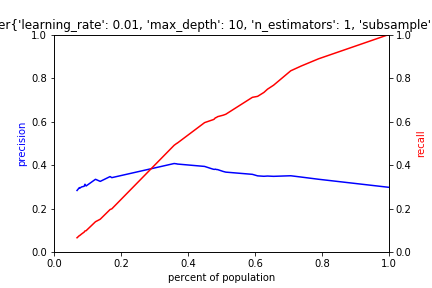 er{'learning_rate': 0.01, 'max_depth': 10, 'n_estimators': 1, 'subsample'
1.0 1.0
0.8 0.8
0.6 0.6
precision recall
0.4 0.4
0.2 0.2
0.0 0.0
0.0 0.2 0.4 0.6 0.8 1.0
percent of population